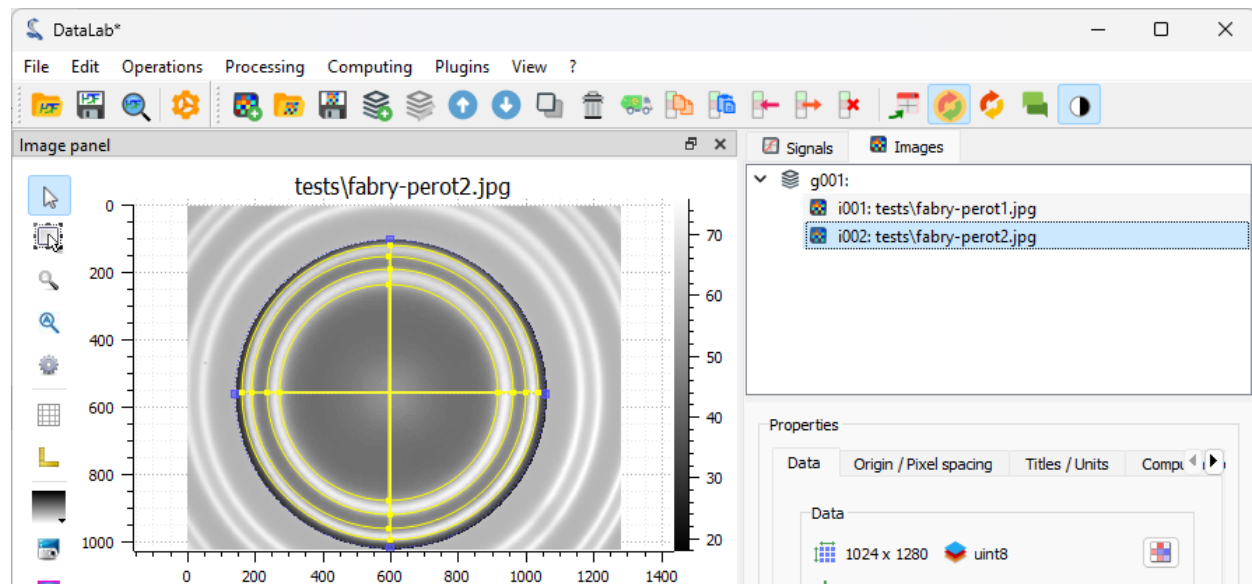 DataLab*
File Edit Operations Processing Computing Plugins View ?
Image panel
Signals
Images
tests\fabry-perot2.jpg
0
200
400
600
800
1000
0 200 400 600 800 1000 1200 1400
70
60
50
40
30
20
g001:
i001: tests\fabry-perot1.jpg
i002: tests\fabry-perot2.jpg
Properties
Data Origin / Pixel spacing Titles / Units
Data
1024 x 1280 uint8